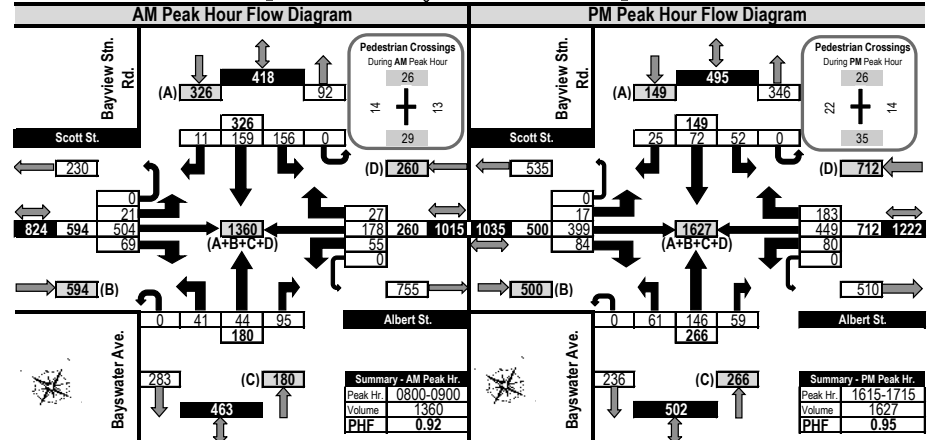 AM Peak Hour Flow Diagram
Bayview Stn. Rd.
418
(A) 326 92
Pedestrian Crossings
During AM Peak Hour
26
14 13
29
326
11 159 156 0
Scott St.
230
(D) 260
0
21
504
69
824 594
1360
(A+B+C+D)
27
178
55
0
260 1015
594 (B)
755
0 41 44 95
180
Albert St.
Bayswater Ave.
283
(C) 180
463
Summary - AM Peak Hr.
Peak Hr. 0800-0900
Volume 1360
PHF 0.92
PM Peak Hour Flow Diagram
Bayview Stn. Rd.
495
(A) 149 346
Pedestrian Crossings
During PM Peak Hour
26
22 14
35
149
25 72 52 0
Scott St.
535
(D) 712
0
17
399
84
1035 500
1627
(A+B+C+D)
183
449
80
0
712 1222
500 (B)
510
0 61 146 59
266
Albert St.
Bayswater Ave.
236
(C) 266
502
Summary - PM Peak Hr.
Peak Hr. 1615-1715
Volume 1627
PHF 0.95